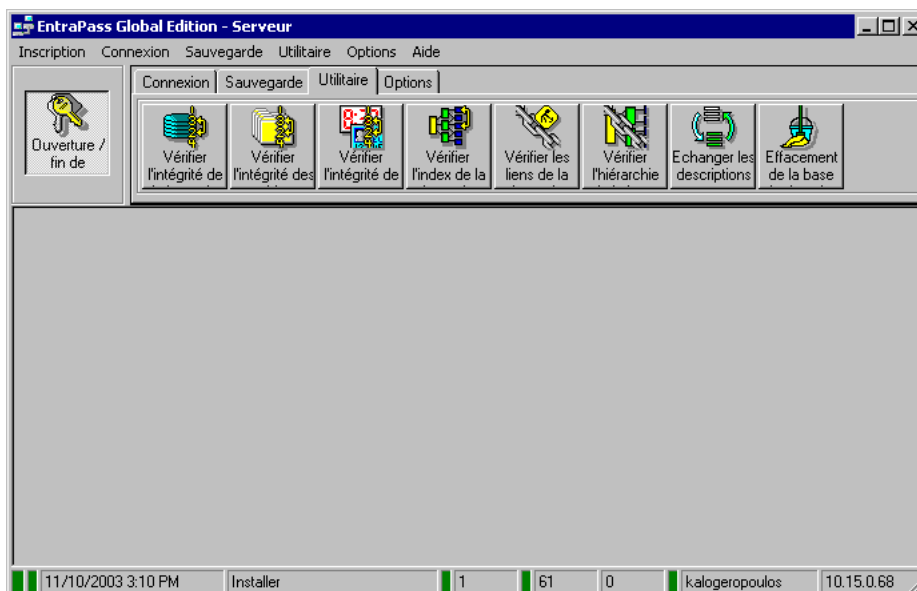 EntraPass Global Edition - Serveur
Inscription Connexion Sauvegarde Utilitaire Options Aide
Connexion Sauvegarde Utilitaire Options
Ouverture /
fin de
Vérifier
l'intégrité de
Vérifier
l'intégrité des
Vérifier
l'intégrité de
Vérifier
l'index de la
Vérifier les
liens de la
Vérifier
l'hiérarchie
Echanger les
descriptions
Effacement
de la base
11/10/2003 3:10 PM Installer 1 61 0 kalogeropoulos 10.15.0.68